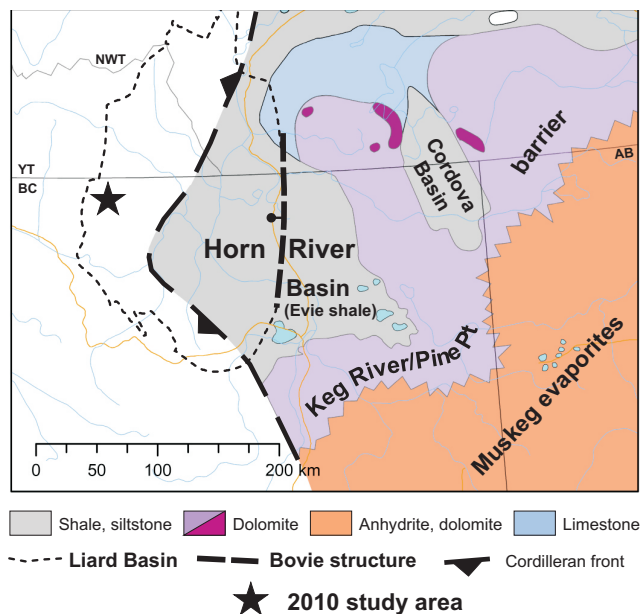 NWT
barrier
AB
Cordova
Basin
YT
BC
Horn River
Basin
(Evie shale)
Keg River/Pine Pt
Muskeg evaporites
0 50 100 200 km
Shale, siltstone Dolomite Anhydrite, dolomite Limestone
Liard Basin Bovie structure Cordilleran front
2010 study area